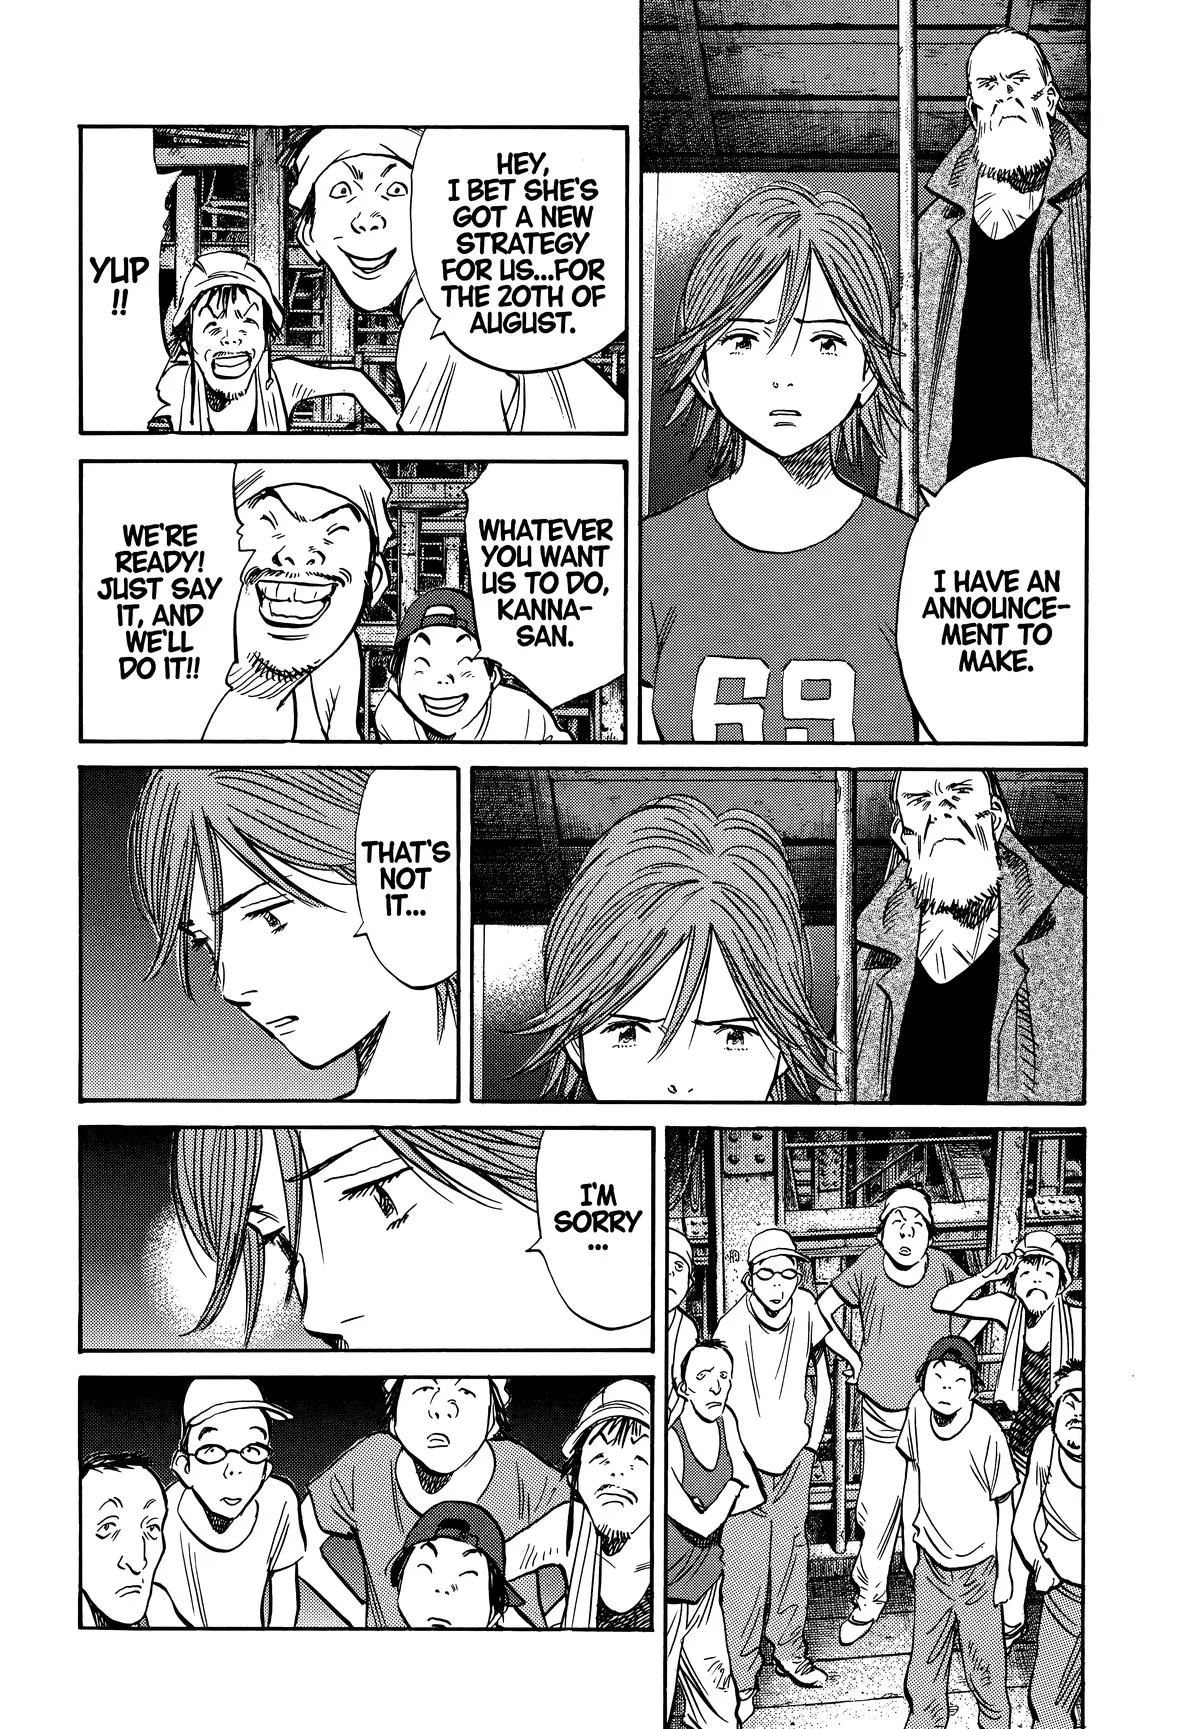 I HAVE AN
ANNOUNCE-
MENT TO
MAKE.
69
HEY,
I BET SHE'S
GOT A NEW
STRATEGY
FOR US...FOR
THE 20TH OF
AUGUST.
YUP
!!
WHATEVER
YOU WANT
US TO DO,
KANNA-
SAN.
WE'RE
READY!
JUST SAY
IT, AND
WE'LL
DO IT!!
THAT'S
NOT
IT...
I'M
SORRY
...